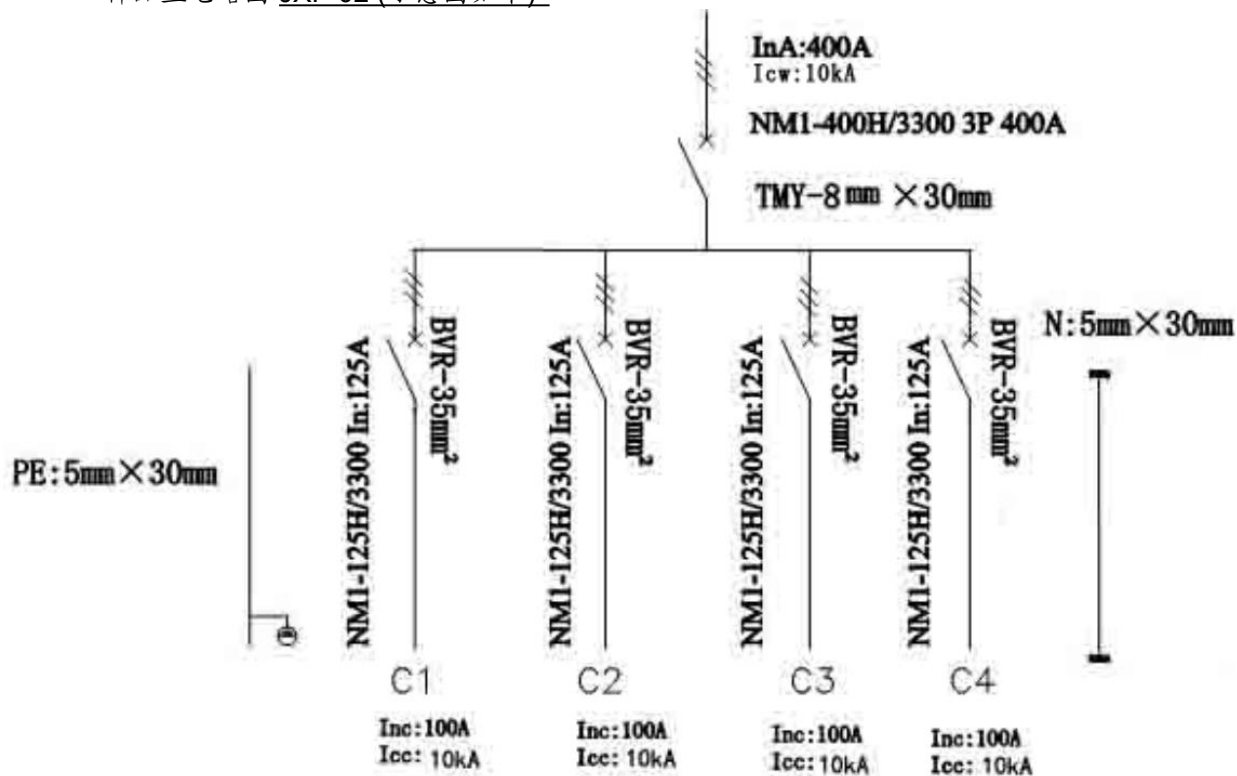 InA:400A
Icw:10kA
NM1-400H/3300 3P 400A
TMY-8mm×30mm
NM1-125H/3300 In:125A
BVR-35mm²
NM1-125H/3300 In:125A
BVR-35mm²
NM1-125H/3300 In:125A
BVR-35mm²
NM1-125H/3300 In:125A
BVR-35mm²
N:5mm×30mm
PE:5mm×30mm
C1
C2
C3
C4
Inc:100A
Icc: 10kA
Inc:100A
Icc: 10kA
Inc:100A
Icc: 10kA
Inc:100A
Icc: 10kA